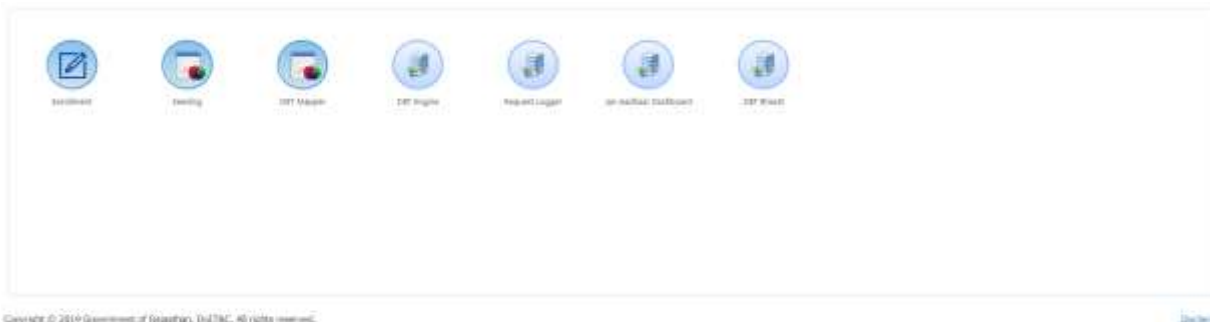 Enrollment
Seeding
DBT Mapper
DBT Engine
Request Logger
Jan Aadhaar Dashboard
DBT
Copyright © 2019 Government of Rajasthan, DoIT&C. All rights reserved.